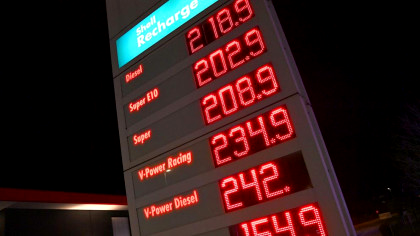 Shell
Recharge
Diesel 218.9
Super E10 202.9
Super 208.9
V-Power Racing 234.9
V-Power Diesel 242.
154.9